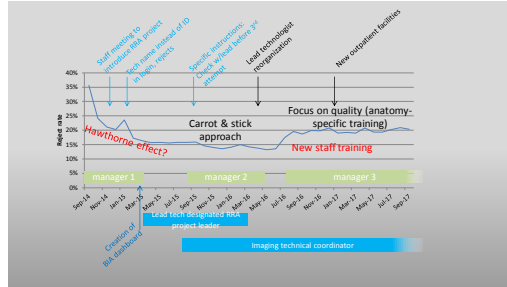 Staff meeting to
introduce RRA project
Tech name instead of ID
in login, rejects
Specific instructions:
Check w/lead before 3rd
attempt
Lead technologist
reorganization
New outpatient facilities
40%
35%
30%
25%
20%
15%
10%
5%
0%
Reject rate
Hawthorne effect?
Carrot & stick
approach
Focus on quality (anatomy-
specific training)
New staff training
manager 1
manager 2
manager 3
Sep-14
Nov-14
Jan-15
Mar-15
May-15
Jul-15
Sep-15
Nov-15
Jan-16
Mar-16
May-16
Jul-16
Sep-16
Nov-16
Jan-17
Mar-17
May-17
Jul-17
Sep-17
Creation of
BIA dashboard
Lead tech designated RRA
project leader
Imaging technical coordinator